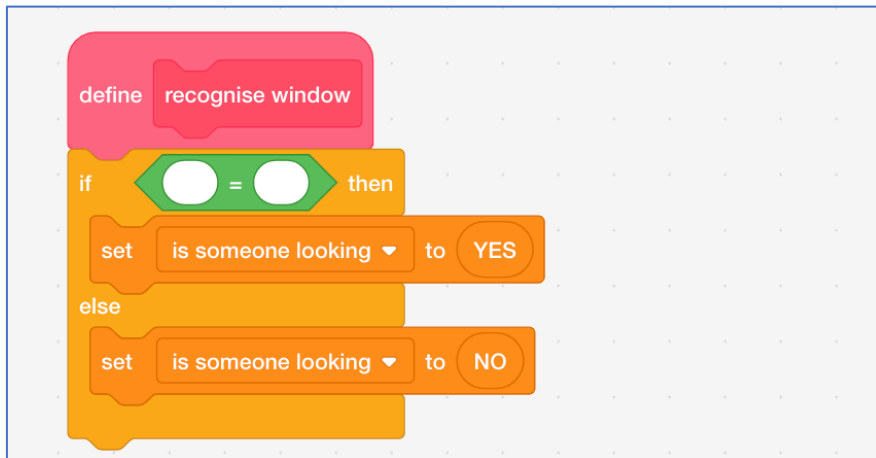 define recognise window
if = then
set is someone looking to YES
else
set is someone looking to NO